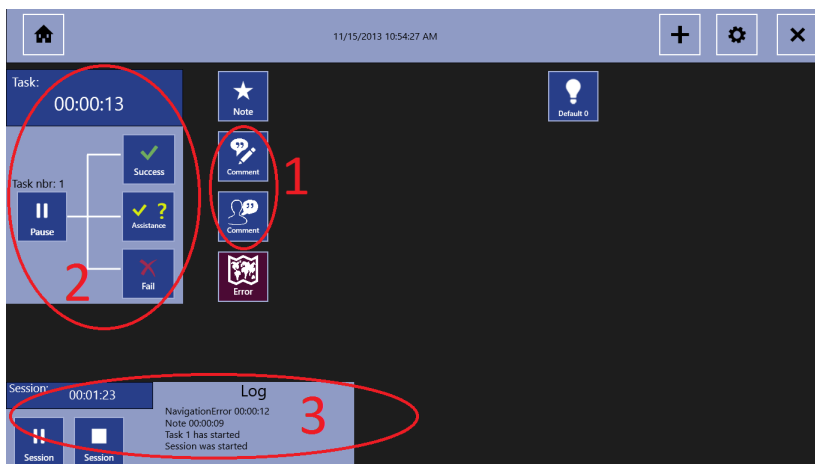 11/15/2013 10:54:27 AM
Task:
00:00:13
Task nbr: 1
Pause
Success
? 
Assistance
Fail
Note
Comment
Comment
Error
Default 0
1
2
Session:
00:01:23
Session
Session
Log
NavigationError 00:00:12
Note 00:00:09
Task 1 has started
Session was started
3